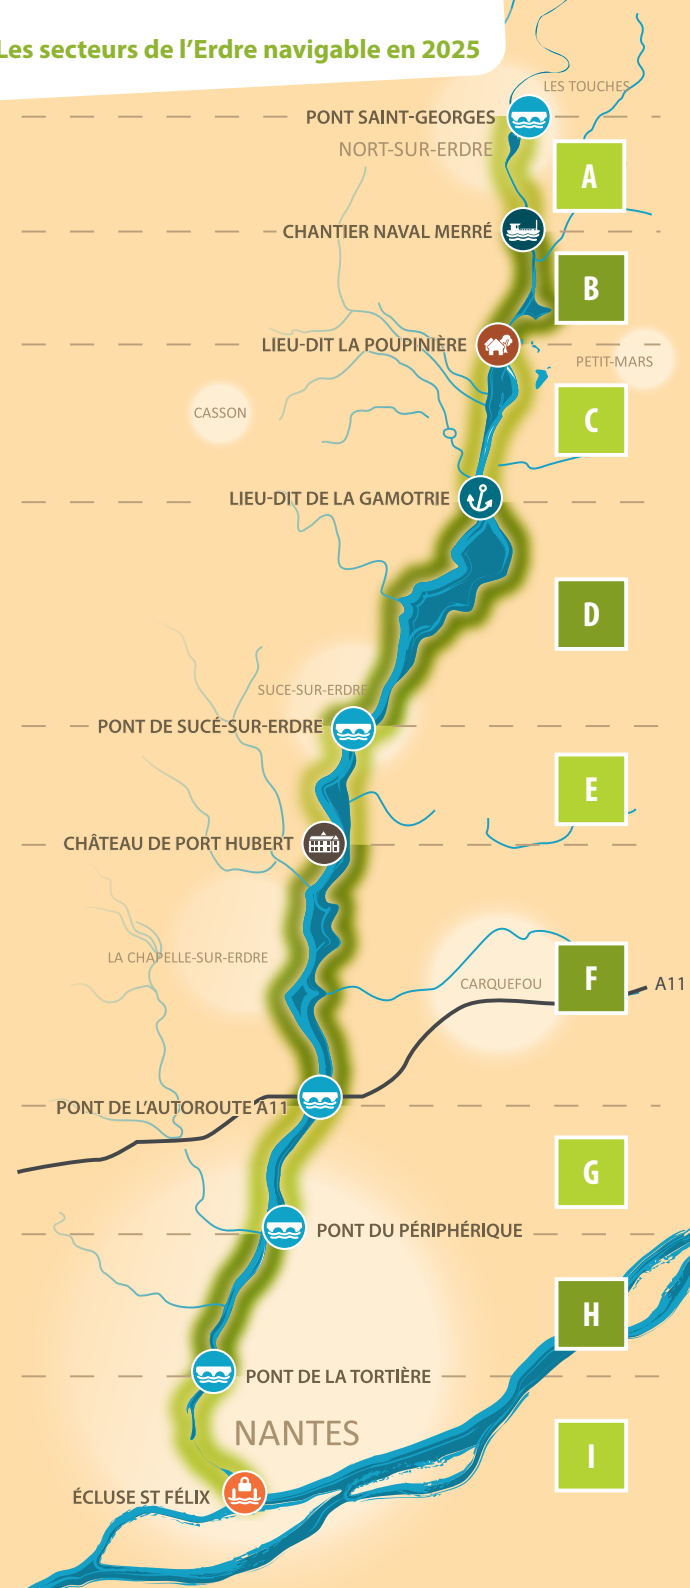 Les secteurs de l'Erdre navigable en 2025
LES TOUCHES
PONT SAINT-GEORGES
NORT-SUR-ERDRE
A
CHANTIER NAVAL MERRÉ
B
LIEU-DIT LA POUPINIÈRE
PETIT-MARS
CASSON
C
LIEU-DIT DE LA GAMOTRIE
D
SUCE-SUR-ERDRE
PONT DE SUCÉ-SUR-ERDRE
E
CHÂTEAU DE PORT HUBERT
LA CHAPELLE-SUR-ERDRE
F
CARQUEFOU
A11
PONT DE L'AUTOROUTE A11
G
PONT DU PÉRIPHÉRIQUE
H
PONT DE LA TORTIÈRE
NANTES
I
ÉCLUSE ST FÉLIX